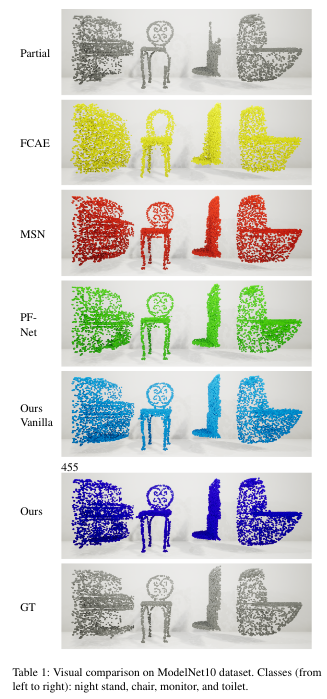 Partial
FCAE
MSN
PF-
Net
Ours
Vanilla
455
Ours
GT
Table 1: Visual comparison on ModelNet10 dataset. Classes (from
left to right): night stand, chair, monitor, and toilet.